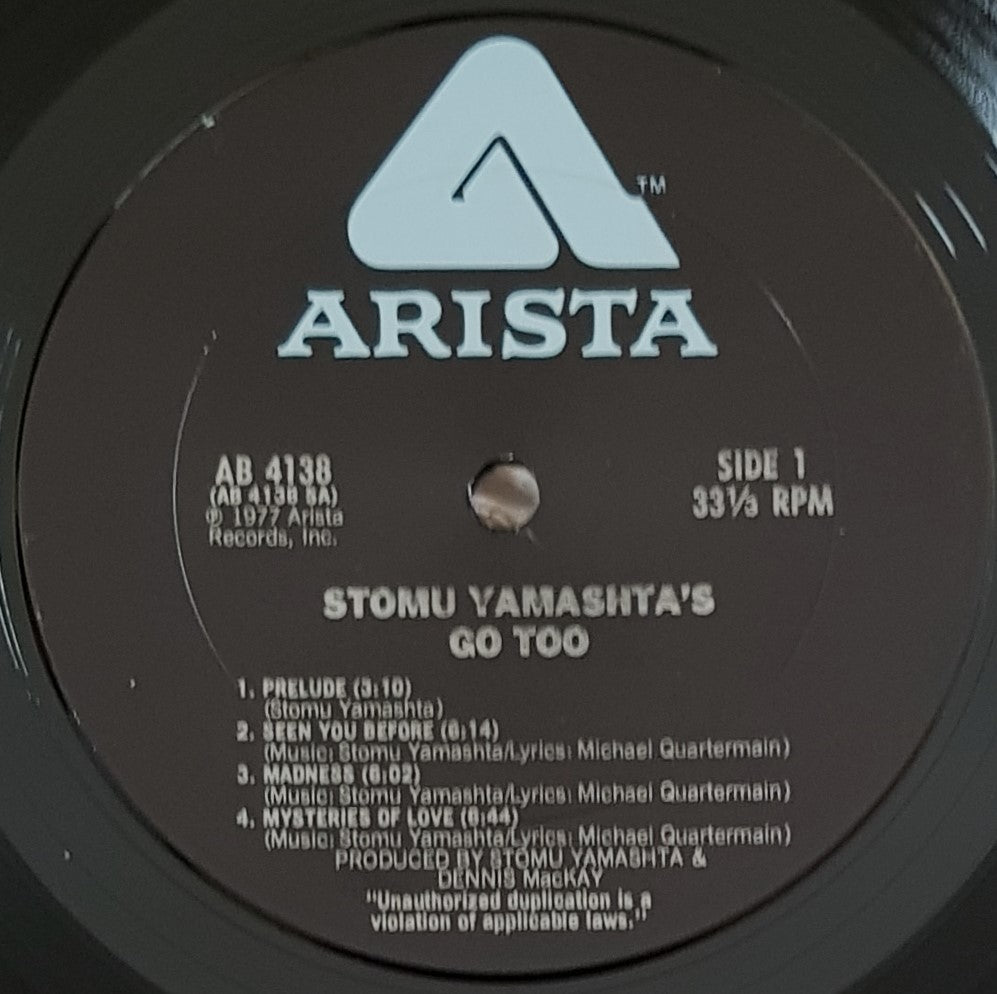 TM
ARISTA
AB 4138
(AB 4138 SA)
℗ 1977 Arista
Records, Inc.
SIDE 1
33⅓ RPM
STOMU YAMASHTA'S
GO TOO
1. PRELUDE (3:10)
(Stomu Yamashta)
2. SEEN YOU BEFORE (6:14)
(Music: Stomu Yamashta/Lyrics: Michael Quartermain)
3. MADNESS (6:02)
(Music: Stomu Yamashta/Lyrics: Michael Quartermain)
4. MYSTERIES OF LOVE (6:44)
(Music: Stomu Yamashta/Lyrics: Michael Quartermain)
PRODUCED BY STOMU YAMASHTA &
DENNIS MacKAY
"Unauthorized duplication is a
violation of applicable laws."